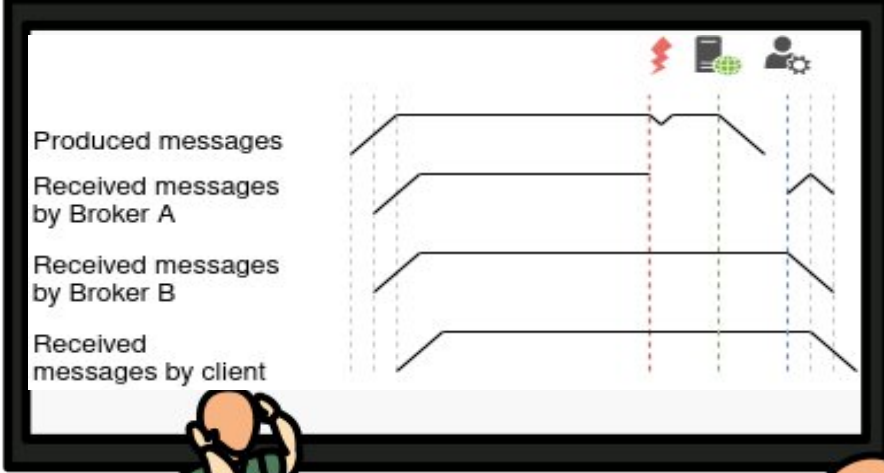 Produced messages
Received messages
by Broker A
Received messages
by Broker B
Received
messages by client